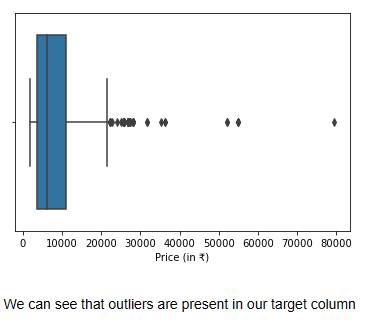 0 10000 20000 30000 40000 50000 60000 70000 80000
Price (in ₹)
We can see that outliers are present in our target column